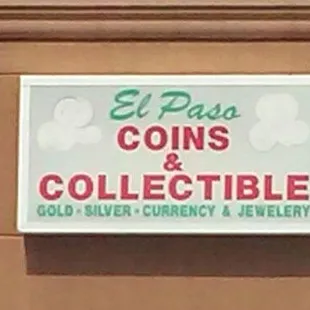 El Paso
COINS
&
COLLECTIBLE
GOLD • SILVER • CURRENCY & JEWELERY